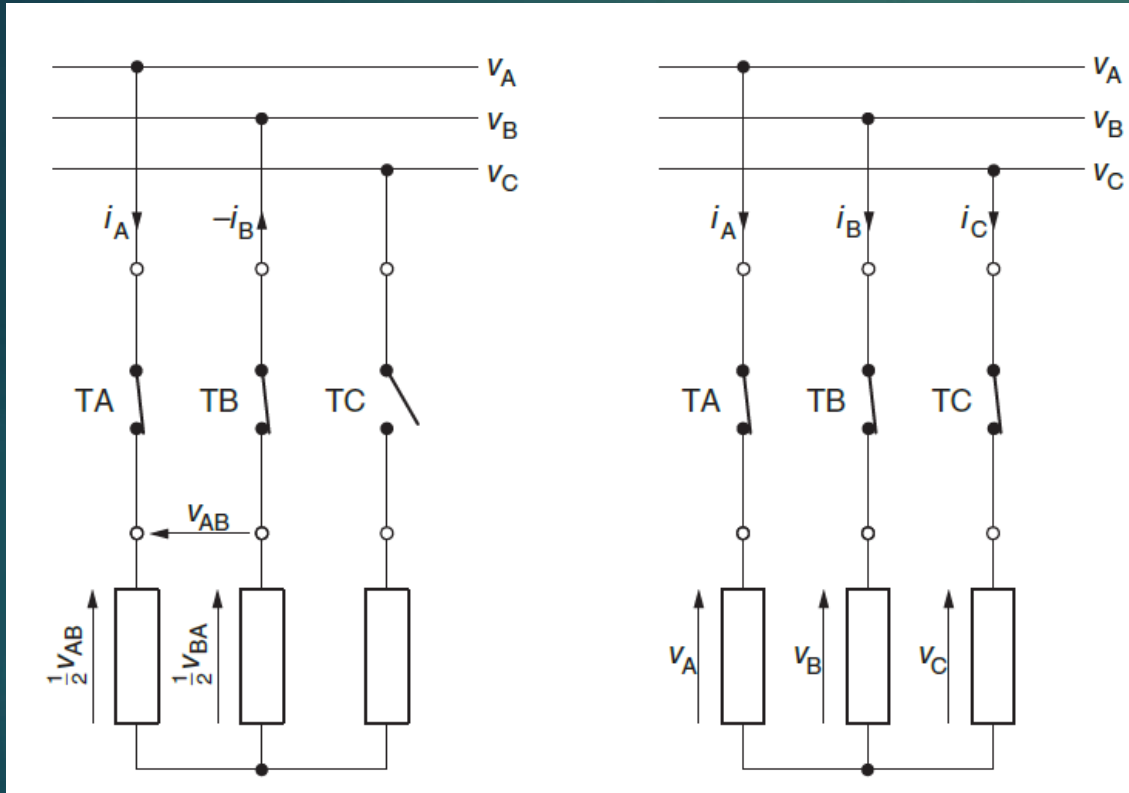 vA vA
vB vB
vC vC
iA −iB iA iB iC
TA TB TC TA TB TC
vAB
½vAB ½vBA vA vB vC